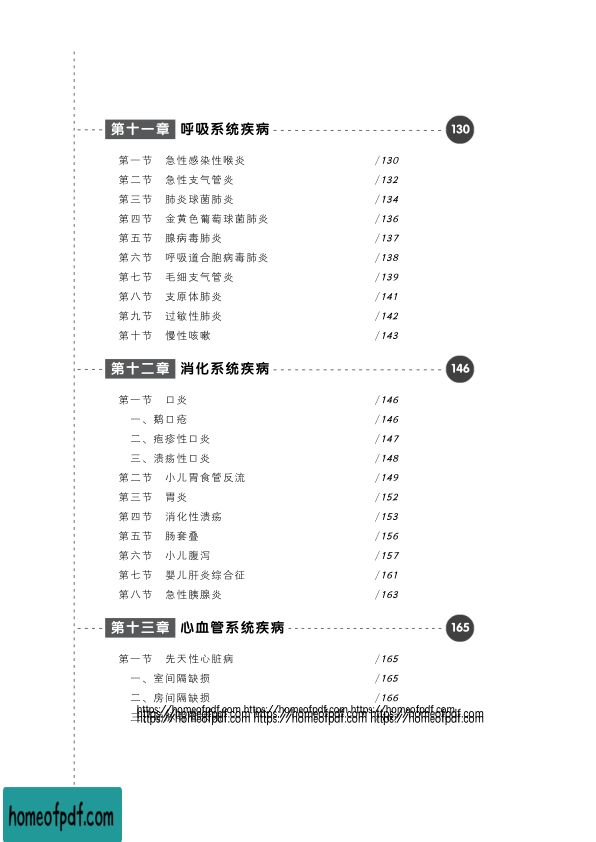 第十一章 呼吸系统疾病 130
第一节 急性感染性喉炎 /130
第二节 急性支气管炎 /132
第三节 肺炎球菌肺炎 /134
第四节 金黄色葡萄球菌肺炎 /136
第五节 腺病毒肺炎 /137
第六节 呼吸道合胞病毒肺炎 /138
第七节 毛细支气管炎 /139
第八节 支原体肺炎 /141
第九节 过敏性肺炎 /142
第十节 慢性咳嗽 /143
第十二章 消化系统疾病 146
第一节 口炎 /146
一、鹅口疮 /146
二、疱疹性口炎 /147
三、溃疡性口炎 /148
第二节 小儿胃食管反流 /149
第三节 胃炎 /152
第四节 消化性溃疡 /153
第五节 肠套叠 /156
第六节 小儿腹泻 /157
第七节 婴儿肝炎综合征 /161
第八节 急性胰腺炎 /163
第十三章 心血管系统疾病 165
第一节 先天性心脏病 /165
一、室间隔缺损 /165
二、房间隔缺损 /166
https://homeofpdf.com https://homeofpdf.com https://homeofpdf.com
https://homeofpdf.com https://homeofpdf.com https://homeofpdf.com
homeofpdf.com